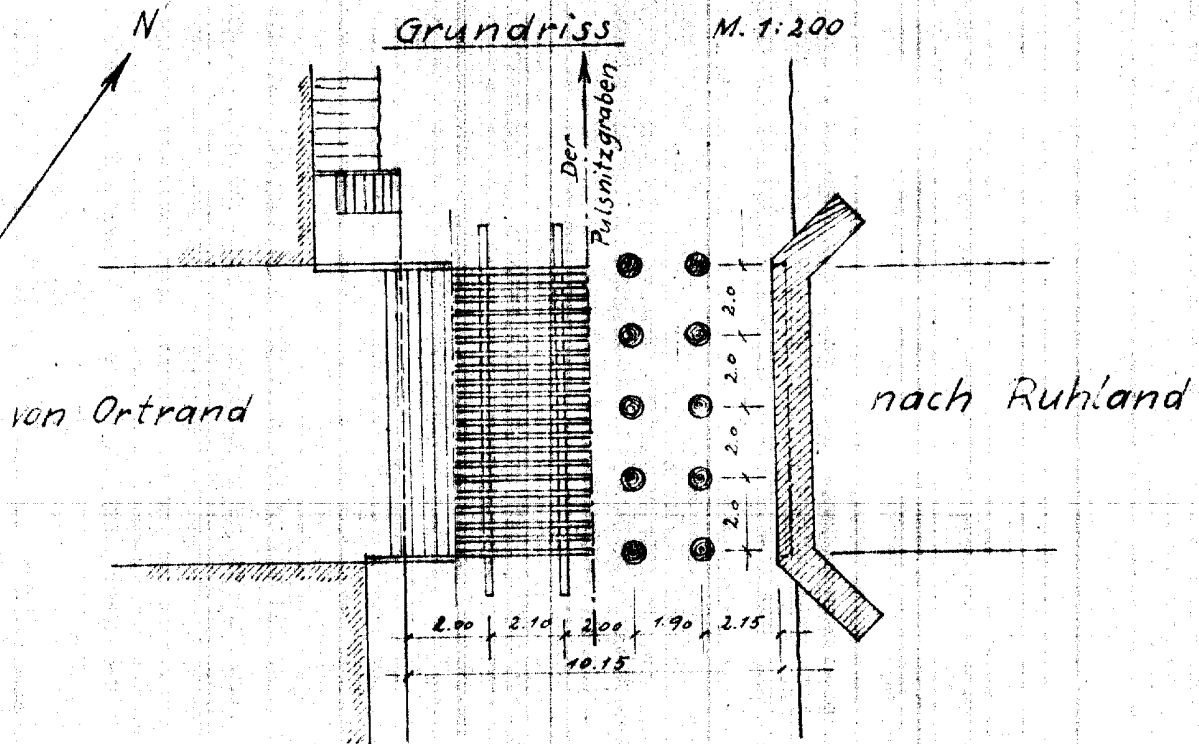 N
Grundriss
M. 1:200
Der
Pulsnitzgraben
2.0
2.0
2.0
2.0
von Ortrand
nach Ruhland
2.00 2.10 2.00 1.90 2.15
10.15